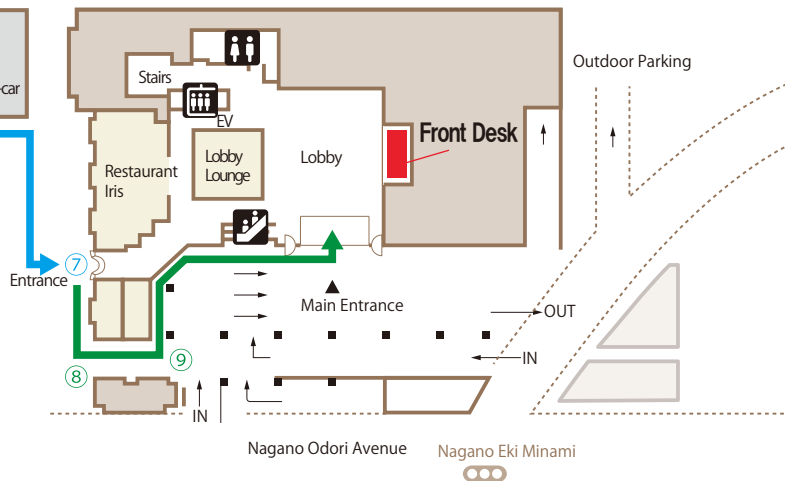 Outdoor Parking
Stairs
-car
EV
Front Desk
Lobby
Lounge
Lobby
Restaurant
Iris
⑦
Entrance
Main Entrance
OUT
IN
⑨
⑧
IN
Nagano Odori Avenue
Nagano Eki Minami